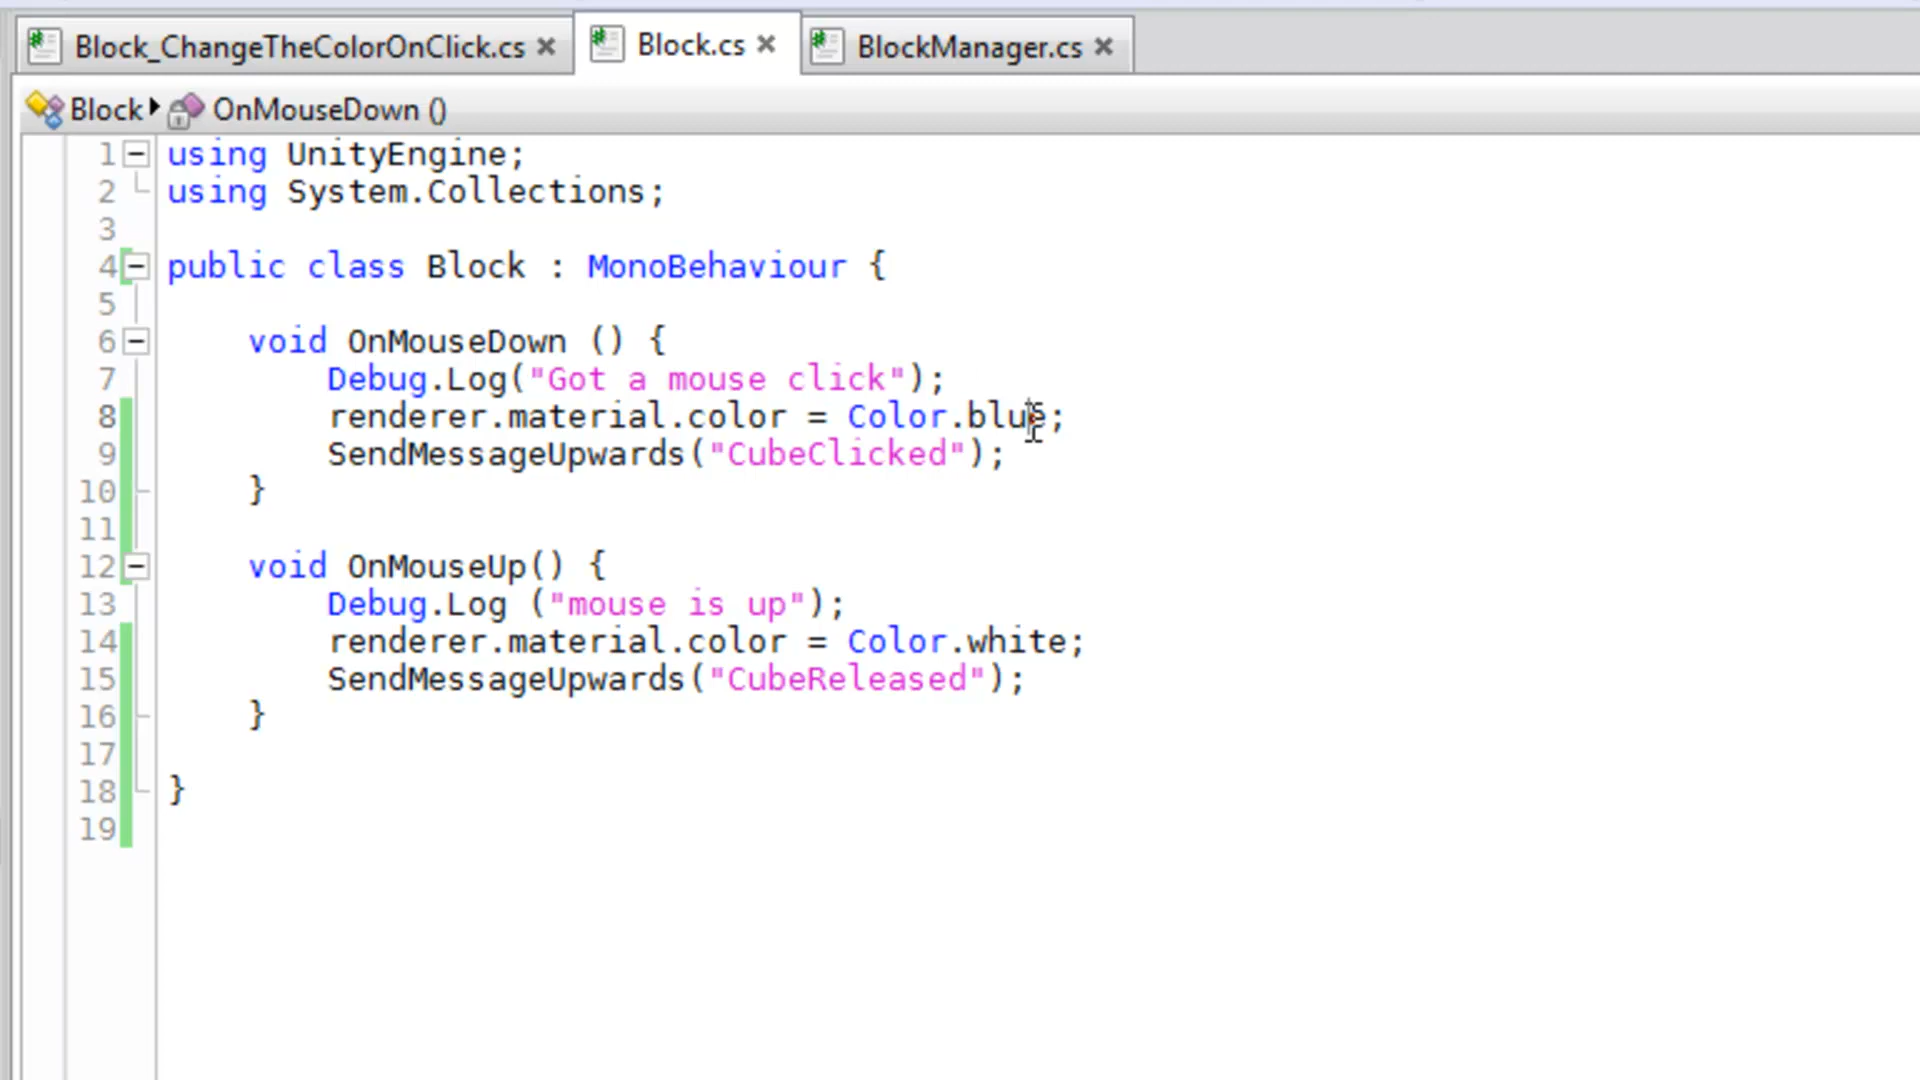 Block_ChangeTheColorOnClick.cs Block.cs BlockManager.cs
Block OnMouseDown ()
1 using UnityEngine;
2 using System.Collections;
3
4 public class Block : MonoBehaviour {
5
6 void OnMouseDown () {
7 Debug.Log("Got a mouse click");
8 renderer.material.color = Color.blue;
9 SendMessageUpwards("CubeClicked");
10 }
11
12 void OnMouseUp() {
13 Debug.Log ("mouse is up");
14 renderer.material.color = Color.white;
15 SendMessageUpwards("CubeReleased");
16 }
17
18 }
19